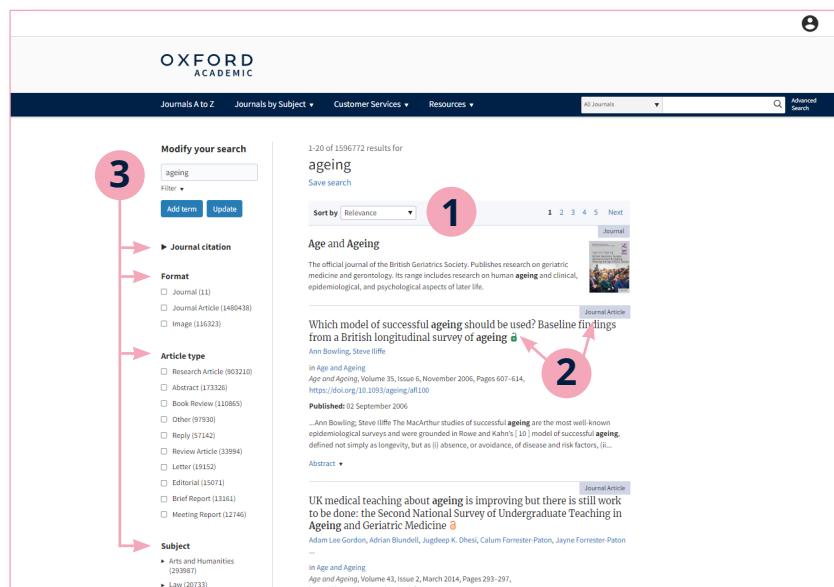 OXFORD
ACADEMIC
Journals A to Z
Journals by Subject
Customer Services
Resources
All Journals
Advanced
Search
3
Modify your search
ageing
Filter
Add term
Update
Journal citation
Format
Journal (11)
Journal Article (1480438)
Image (116323)
Article type
Research Article (903210)
Abstract (173326)
Book Review (110865)
Other (97930)
Reply (57142)
Review Article (33994)
Letter (19152)
Editorial (15071)
Brief Report (13161)
Meeting Report (12746)
Subject
Arts and Humanities
(293987)
Law (20733)
1-20 of 1596772 results for
ageing
Save search
Sort by Relevance
1
1 2 3 4 5 Next
Journal
Age and Ageing
The official journal of the British Geriatrics Society. Publishes research on geriatric
medicine and gerontology. Its range includes research on human ageing and clinical,
epidemiological, and psychological aspects of later life.
Journal Article
Which model of successful ageing should be used? Baseline findings
from a British longitudinal survey of ageing
2
Ann Bowling, Steve Iliffe
in Age and Ageing
Age and Ageing, Volume 35, Issue 6, November 2006, Pages 607–614,
https://doi.org/10.1093/ageing/afl100
Published: 02 September 2006
...Ann Bowling; Steve Iliffe The MacArthur studies of successful ageing are the most well-known
epidemiological surveys and were grounded in Rowe and Kahn's [ 10 ] model of successful ageing,
defined not simply as longevity, but as (i) absence, or avoidance, of disease and risk factors, (ii...
Abstract
Journal Article
UK medical teaching about ageing is improving but there is still work
to be done: the Second National Survey of Undergraduate Teaching in
Ageing and Geriatric Medicine
Adam Lee Gordon, Adrian Blundell, Jugdeep K. Dhesi, Calum Forrester-Paton, Jayne Forrester-Paton
...
in Age and Ageing
Age and Ageing, Volume 43, Issue 2, March 2014, Pages 293–297,